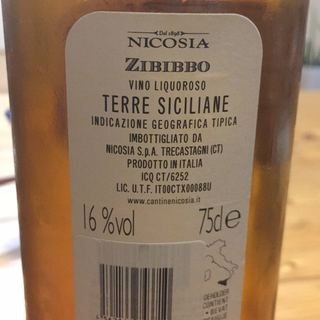 Dal 1898
NICOSIA
ZIBIBBO
VINO LIQUOROSO
TERRE SICILIANE
INDICAZIONE GEOGRAFICA TIPICA
IMBOTTIGLIATO DA
NICOSIA S.p.A. TRECASTAGNI (CT)
PRODOTTO IN ITALIA
ICQ CT/6252
LIC. U.T.F. IT00CTX00088U
www.cantinenicosia.it
16%vol 75cl e